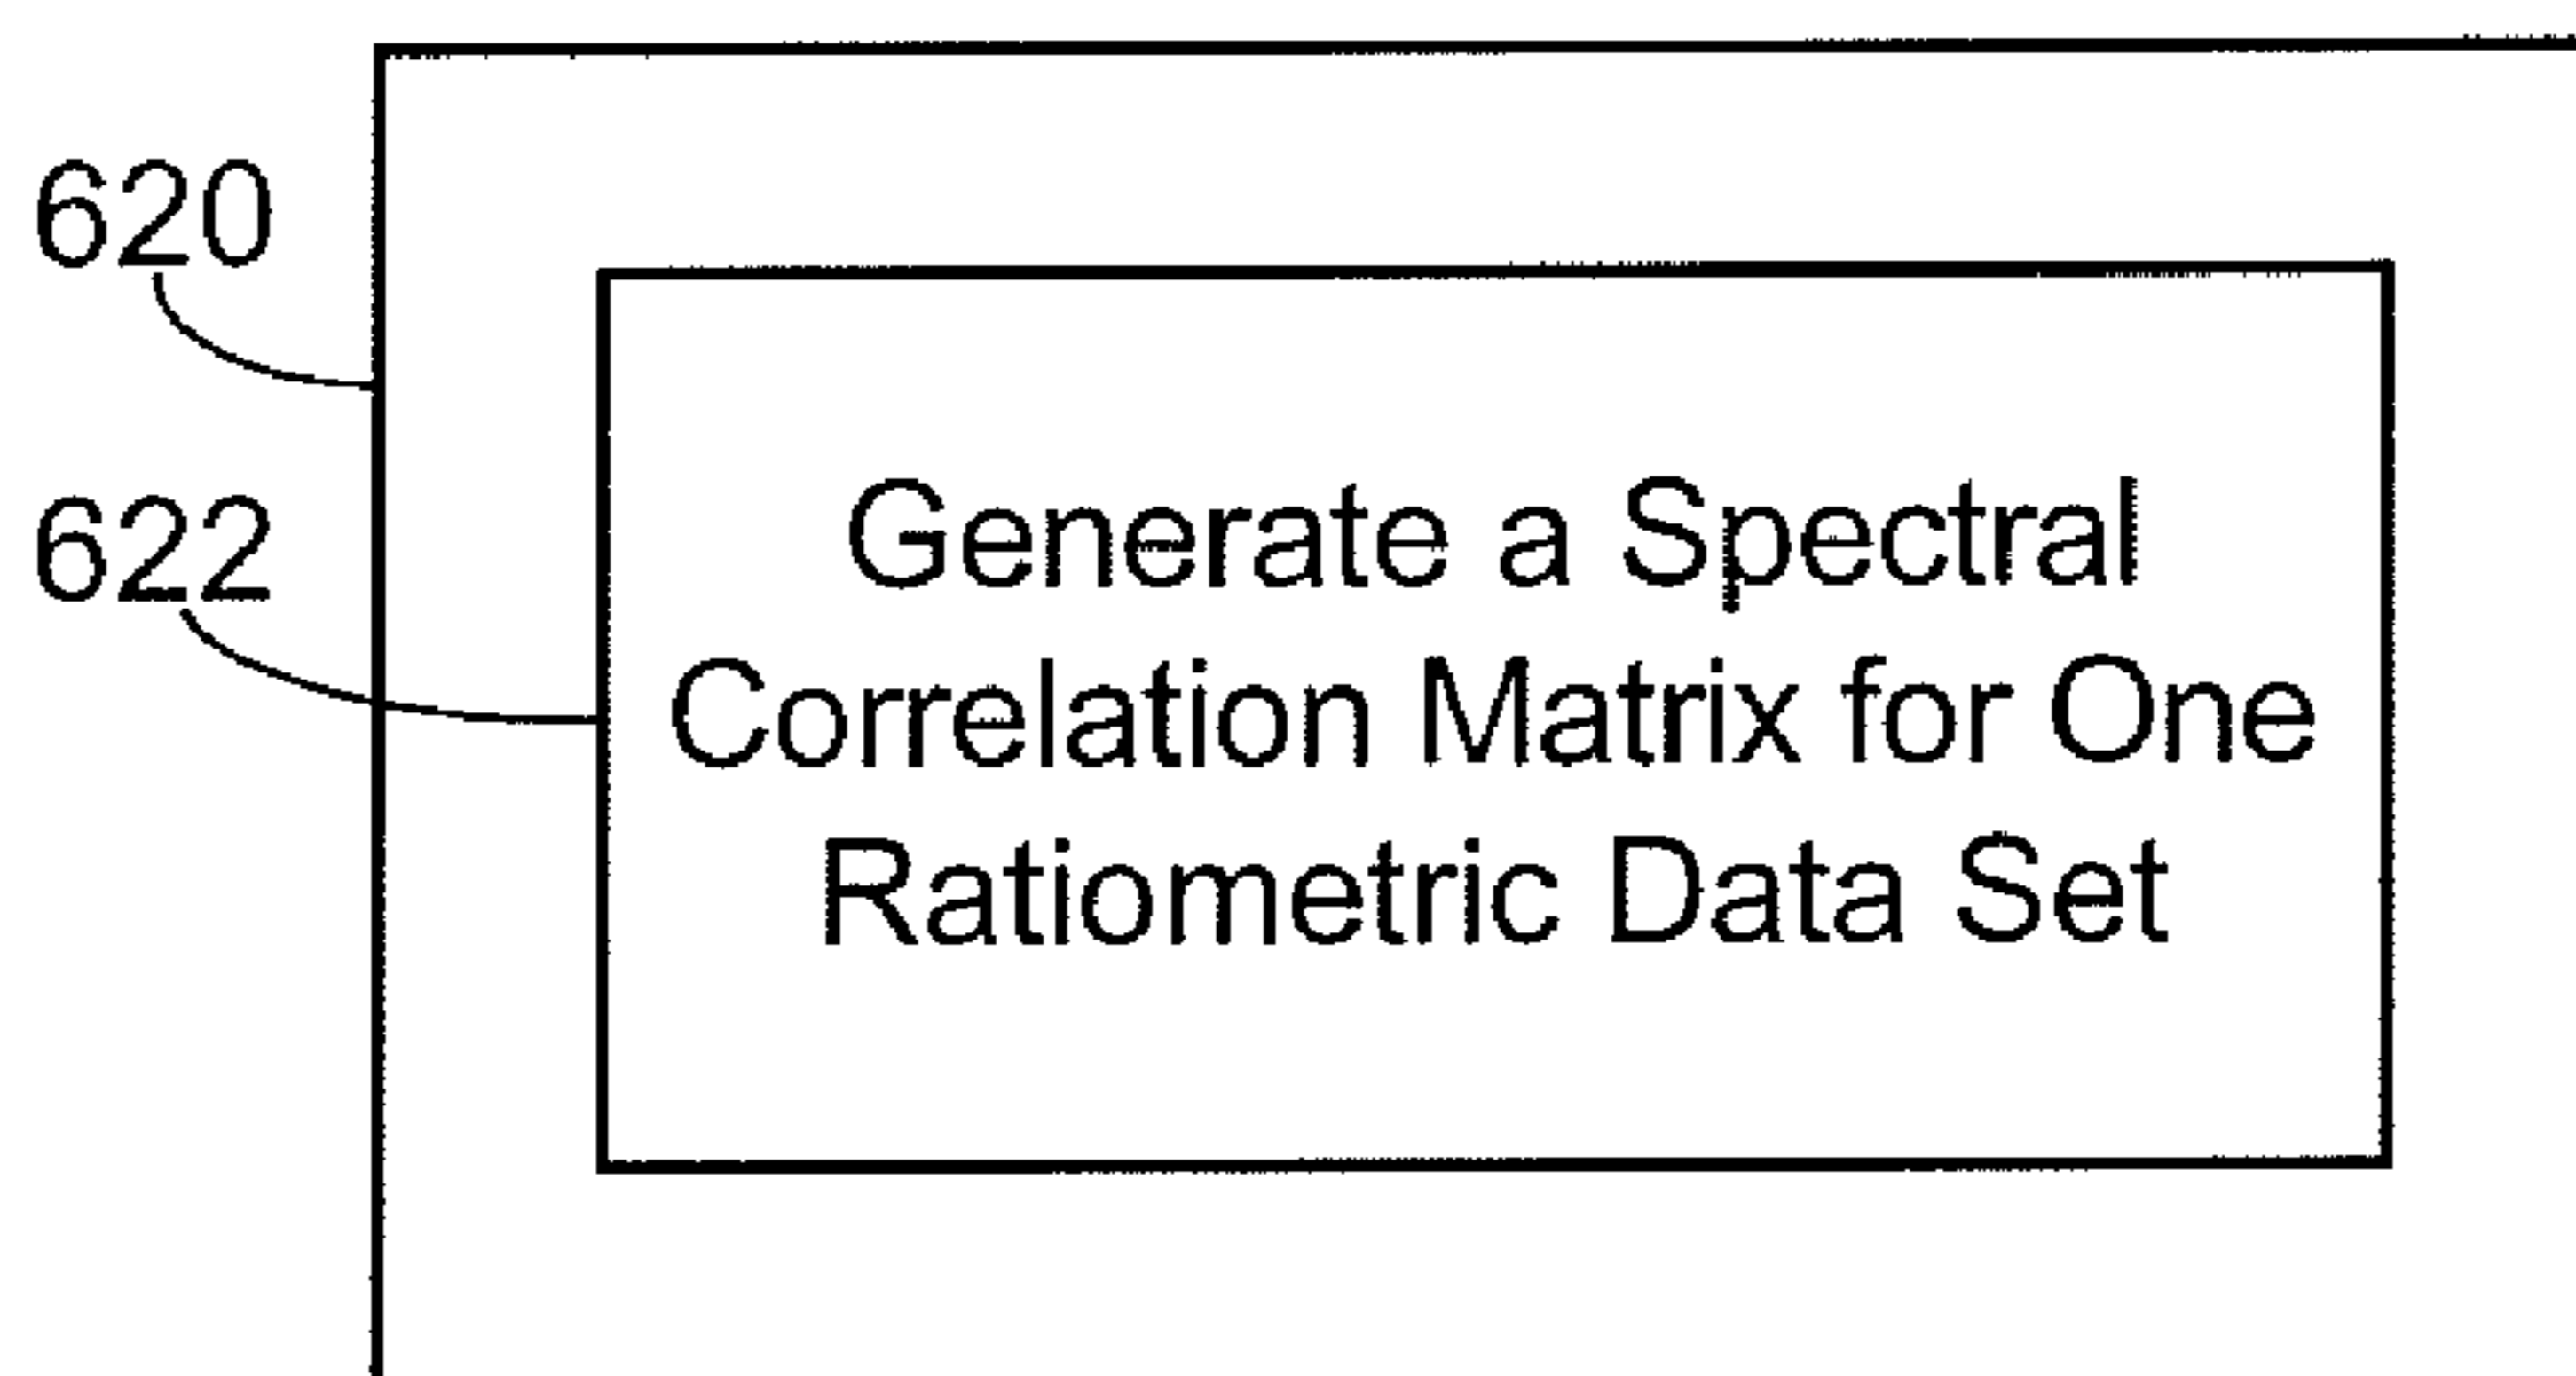 620
622
Generate a Spectral
Correlation Matrix for One
Ratiometric Data Set